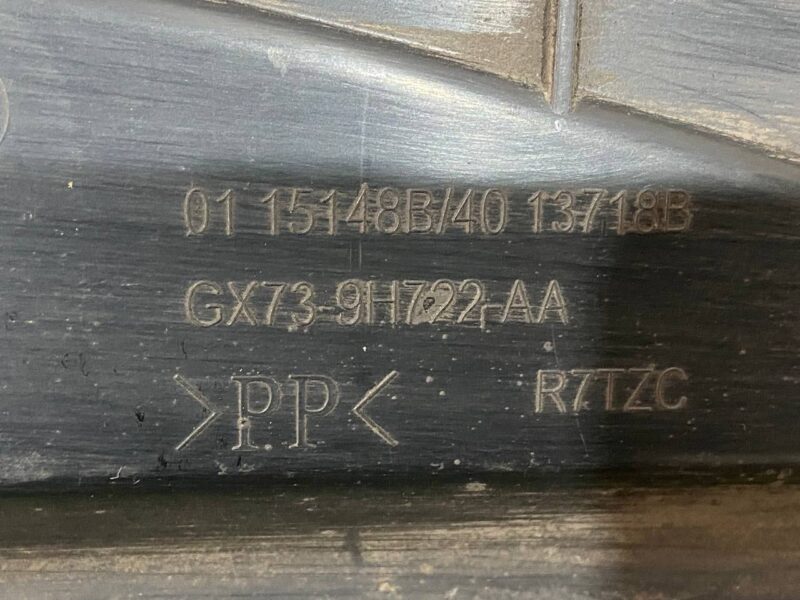 01 15148B/40 13718B
GX73-9H722-AA
>PP<
R7TZC